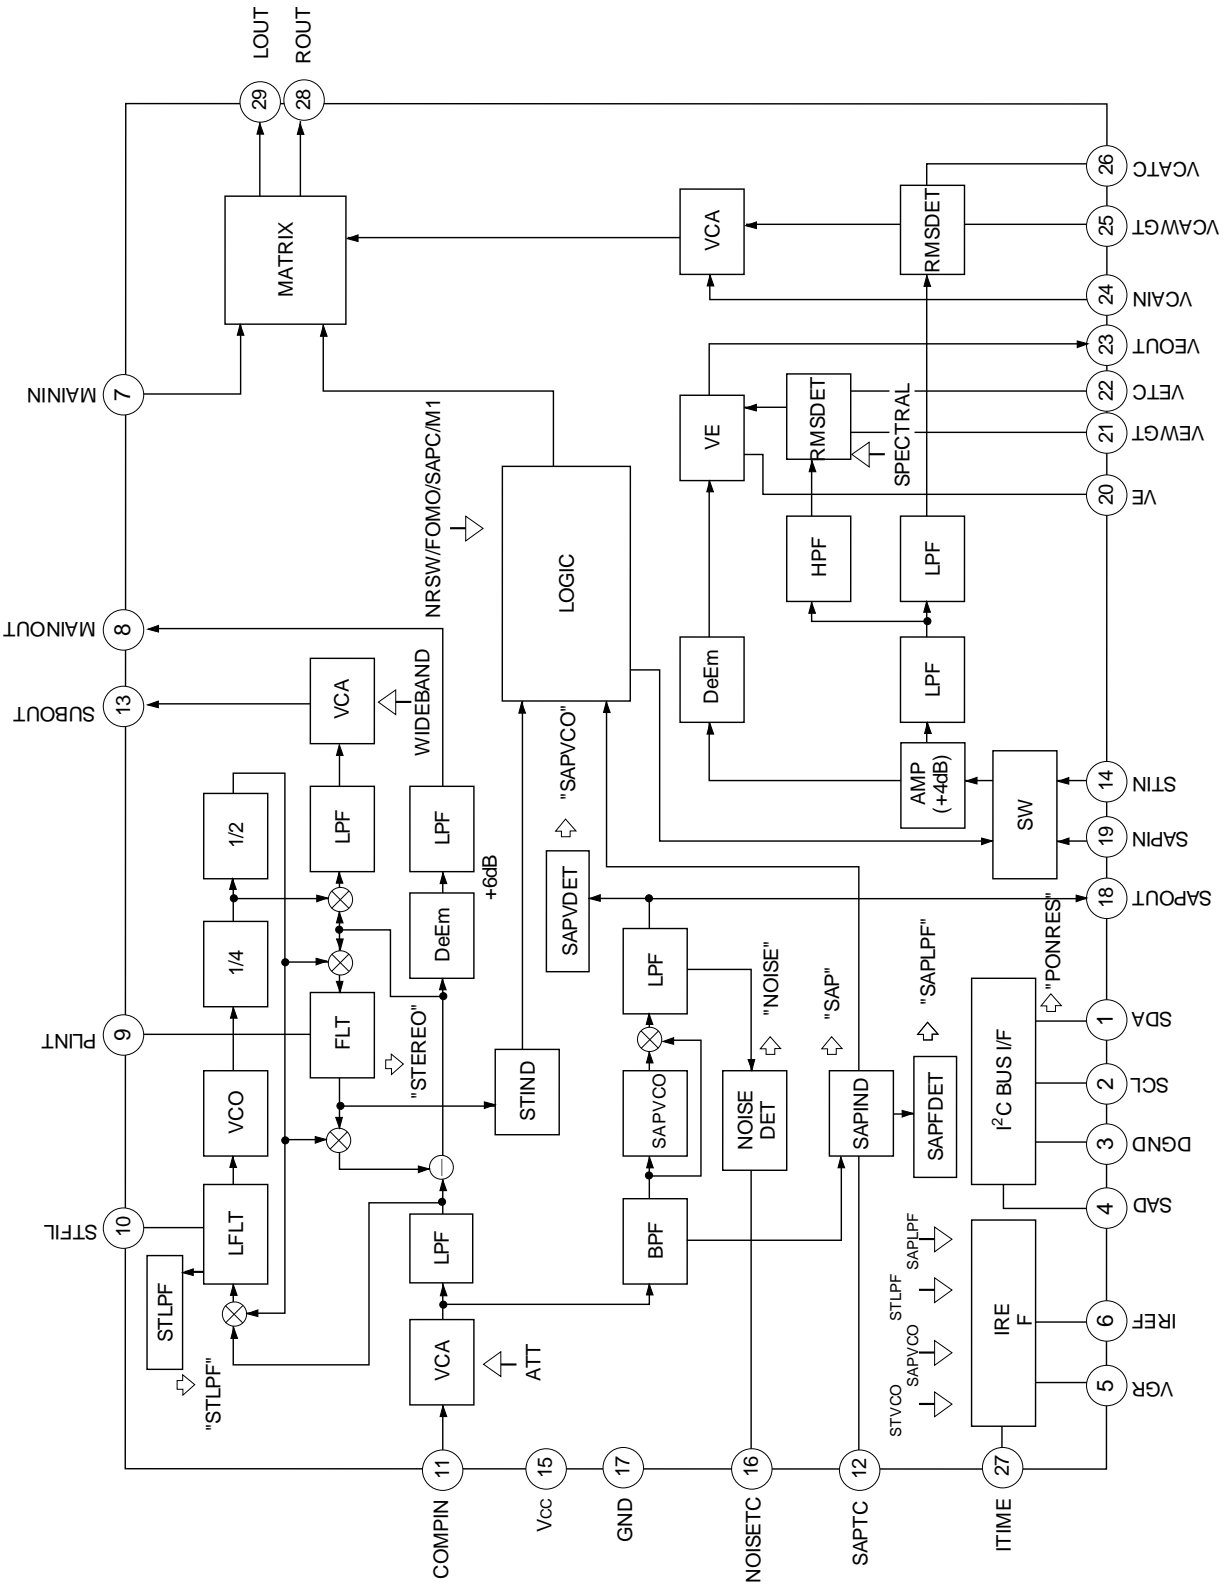 COMPIN
11
VCC
15
GND
17
NOISETC
16
SAPTC
12
ITIME
27
STFIL
10
PLINT
9
SUBOUT
13
MAINOUT
8
MAININ
7
LOUT
29
ROUT
28
VCATC
26
VCAWGT
25
VCAIN
24
VEOUT
23
VETC
22
VEWGT
21
VE
20
STIN
14
SAPIN
19
SAPOUT
18
SDA
1
SCL
2
DGND
3
SAD
4
IREF
6
VGR
5
STLPF
"STLPF"
LFLT
VCO
1/4
1/2
VCA
ATT
LPF
FLT
"STEREO"
LPF
VCA
WIDEBAND
DeEm
LPF
+6dB
STIND
NRSW/FOMO/SAPC/M1
LOGIC
MATRIX
BPF
SAPVCO
LPF
SAPVDET
"SAPVCO"
NOISE
DET
"NOISE"
SAPIND
"SAP"
SAPFDET
"SAPLPF"
SW
AMP
(+4dB)
DeEm
LPF
LPF
HPF
VE
RMSDET
SPECTRAL
VCA
RMSDET
I2C BUS I/F
"PONRES"
IRE
F
STVCO
SAPVCO
STLPF
SAPLPF